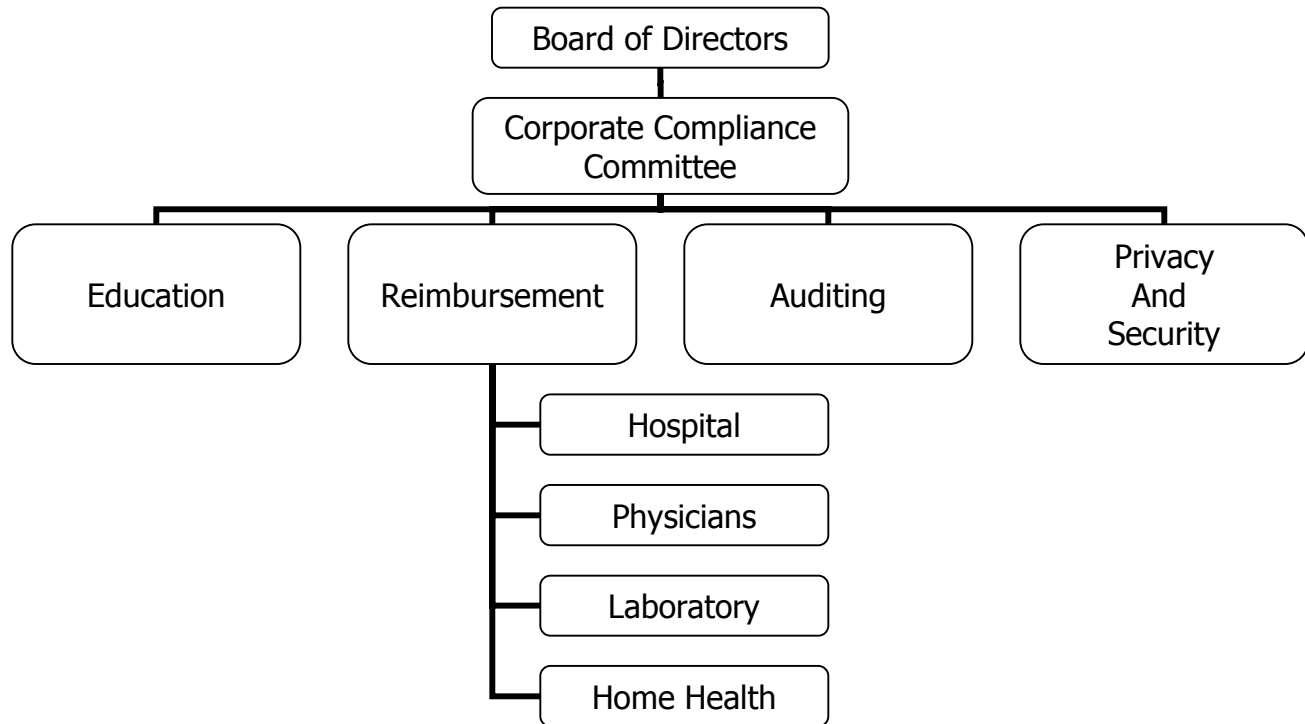 Board of Directors
Corporate Compliance
Committee
Education
Reimbursement
Auditing
Privacy
And
Security
Hospital
Physicians
Laboratory
Home Health